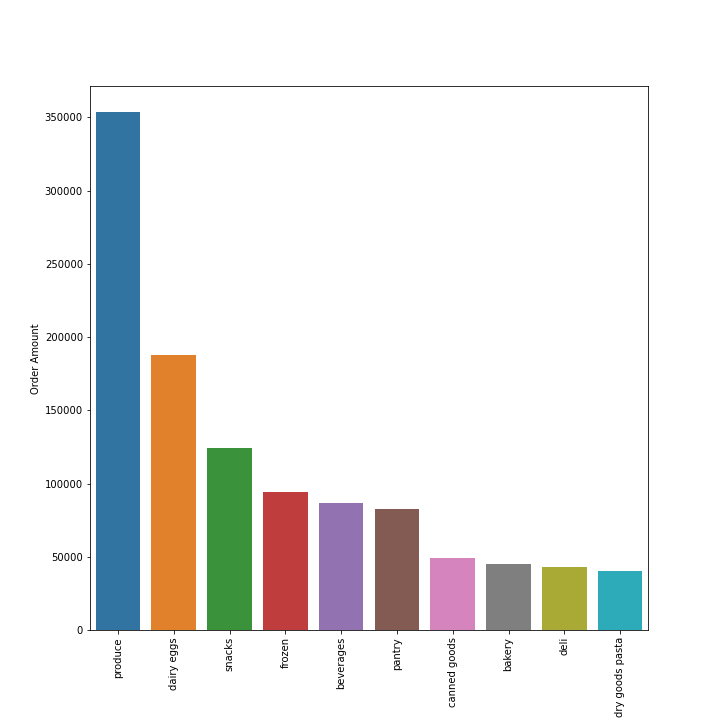 350000
300000
250000
200000
150000
100000
50000
0
Order Amount
produce
dairy eggs
snacks
frozen
beverages
pantry
canned goods
bakery
deli
dry goods pasta